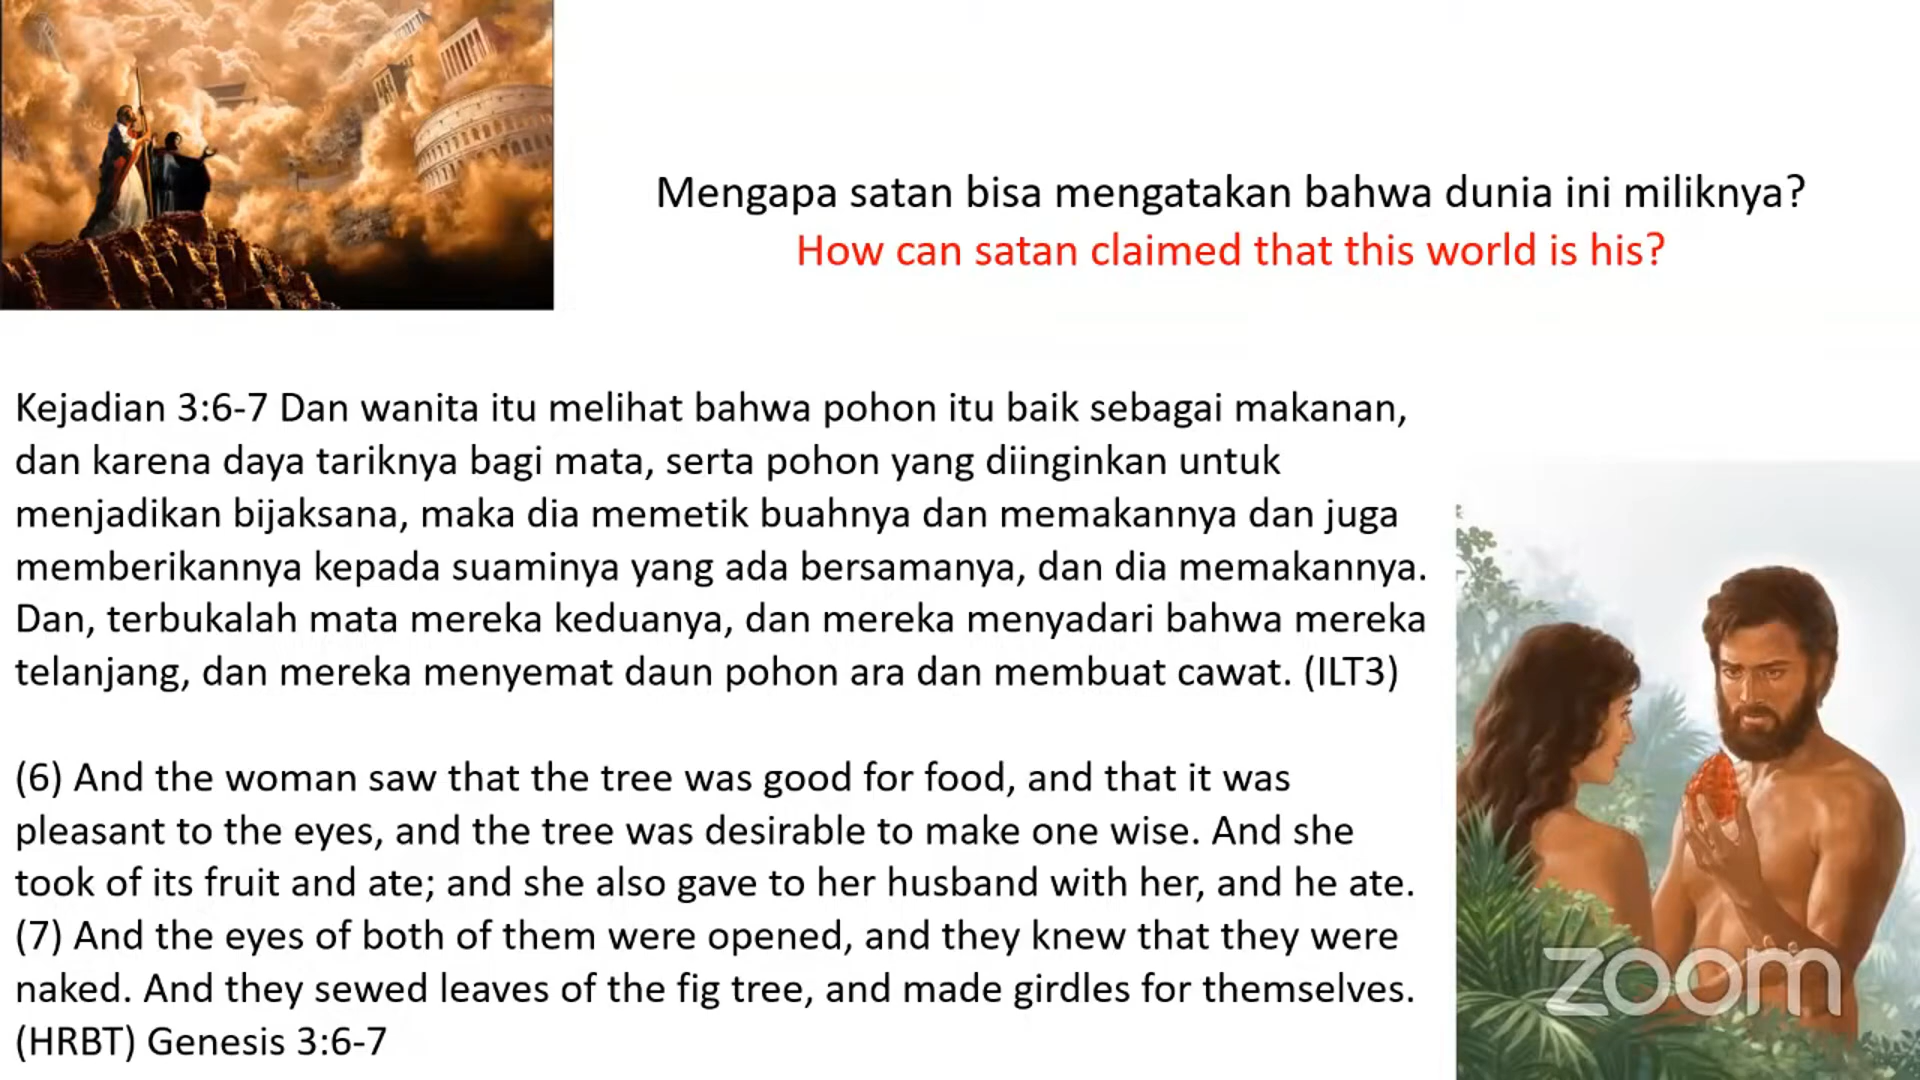 Mengapa satan bisa mengatakan bahwa dunia ini miliknya?
How can satan claimed that this world is his?
Kejadian 3:6-7 Dan wanita itu melihat bahwa pohon itu baik sebagai makanan,
dan karena daya tariknya bagi mata, serta pohon yang diinginkan untuk
menjadikan bijaksana, maka dia memetik buahnya dan memakannya dan juga
memberikannya kepada suaminya yang ada bersamanya, dan dia memakannya.
Dan, terbukalah mata mereka keduanya, dan mereka menyadari bahwa mereka
telanjang, dan mereka menyemat daun pohon ara dan membuat cawat. (ILT3)
(6) And the woman saw that the tree was good for food, and that it was
pleasant to the eyes, and the tree was desirable to make one wise. And she
took of its fruit and ate; and she also gave to her husband with her, and he ate.
(7) And the eyes of both of them were opened, and they knew that they were
naked. And they sewed leaves of the fig tree, and made girdles for themselves.
(HRBT) Genesis 3:6-7
zoom